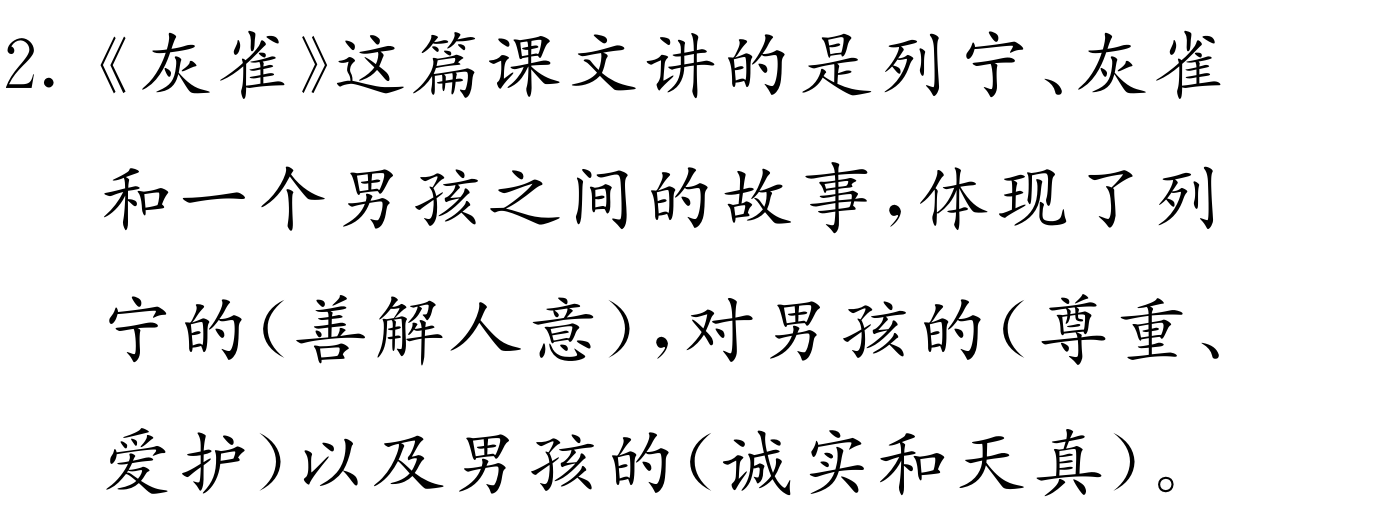 2.《灰雀》这篇课文讲的是列宁、灰雀
和一个男孩之间的故事,体现了列
宁的(善解人意),对男孩的(尊重、
爱护)以及男孩的(诚实和天真)。